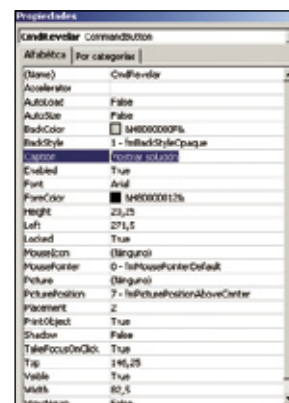 Propiedades
CmdRevelar CommandButton
Alfabética Por categorías
(Name) CmdRevelar
Accelerator
AutoLoad False
AutoSize False
BackColor &H8000000F&
BackStyle 1 - fmBackStyleOpaque
Caption Mostrar solución
Enabled True
Font Arial
ForeColor &H80000012&
Height 23,25
Left 271,5
Locked True
MouseIcon (Ninguno)
MousePointer 0 - fmMousePointerDefault
Picture (Ninguno)
PicturePosition 7 - fmPicturePositionAboveCenter
Placement 2
PrintObject True
Shadow False
TakeFocusOnClick True
Top 146,25
Visible True
Width 82,5
False